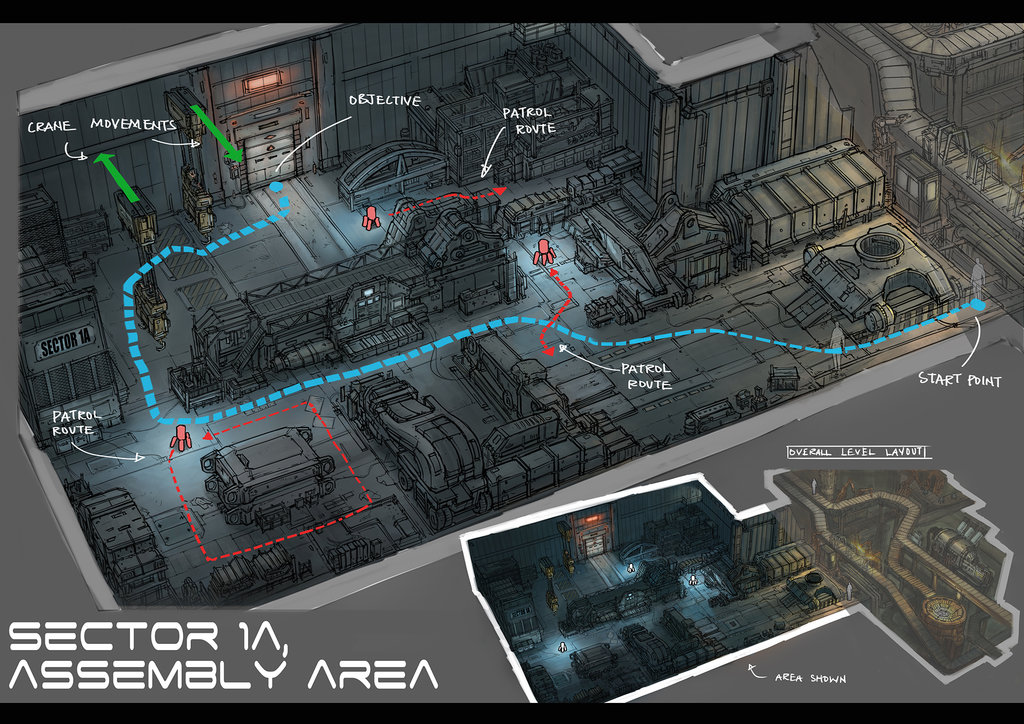 OBJECTIVE
PATROL
ROUTE
CRANE MOVEMENTS
SECTOR 1A
PATROL
ROUTE
START POINT
PATROL
ROUTE
OVERALL LEVEL LAYOUT
SECTOR 1A,
ASSEMBLY AREA
AREA SHOWN